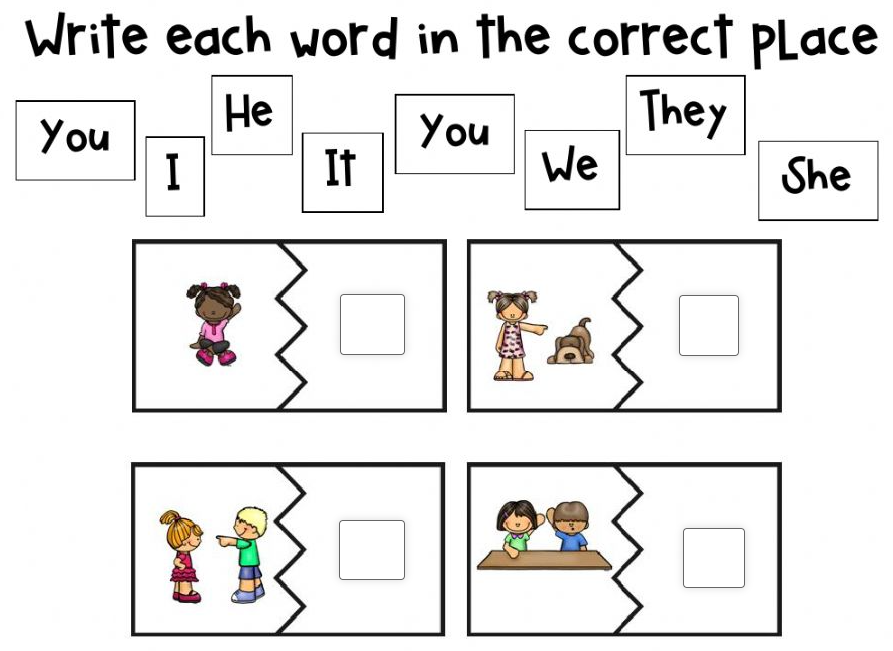 Write each word in the correct place
You
I
He
It
You
We
They
She